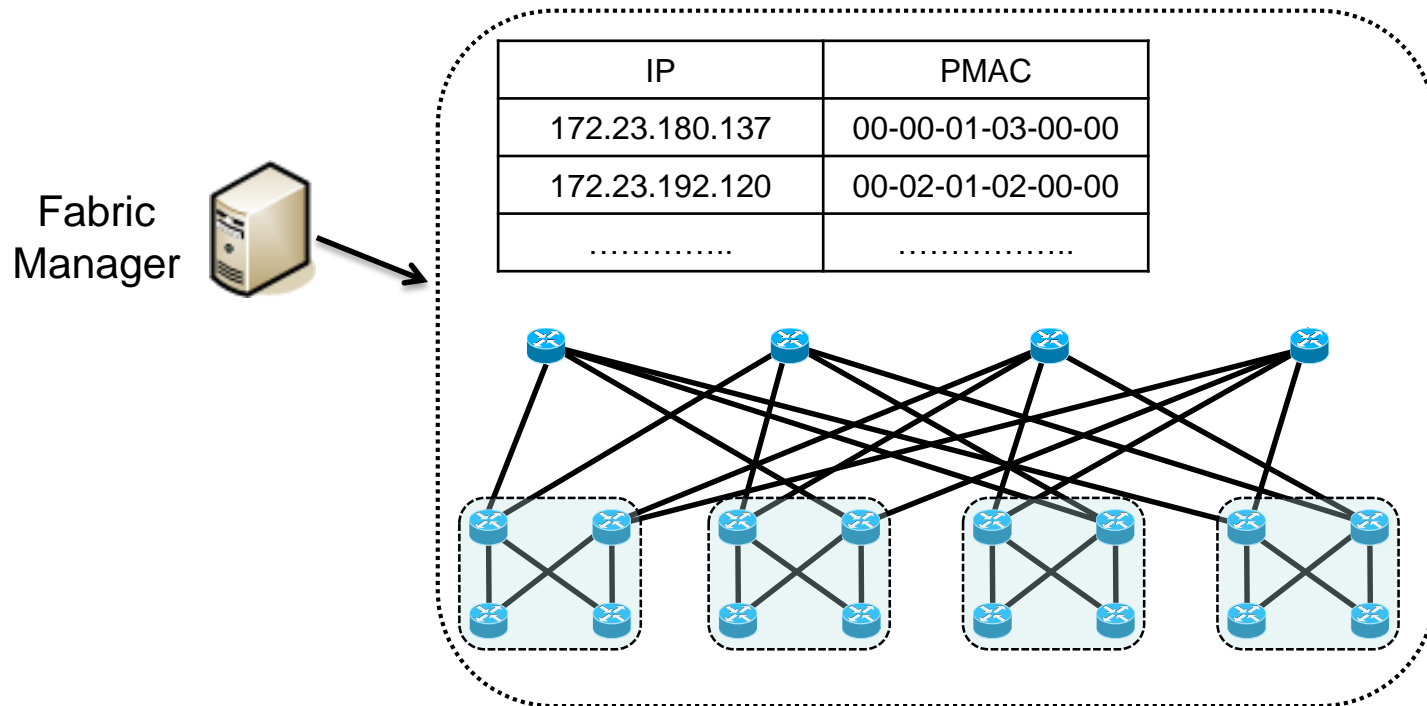 IP PMAC
172.23.180.137 00-00-01-03-00-00
172.23.192.120 00-02-01-02-00-00
………….. …………….
Fabric
Manager